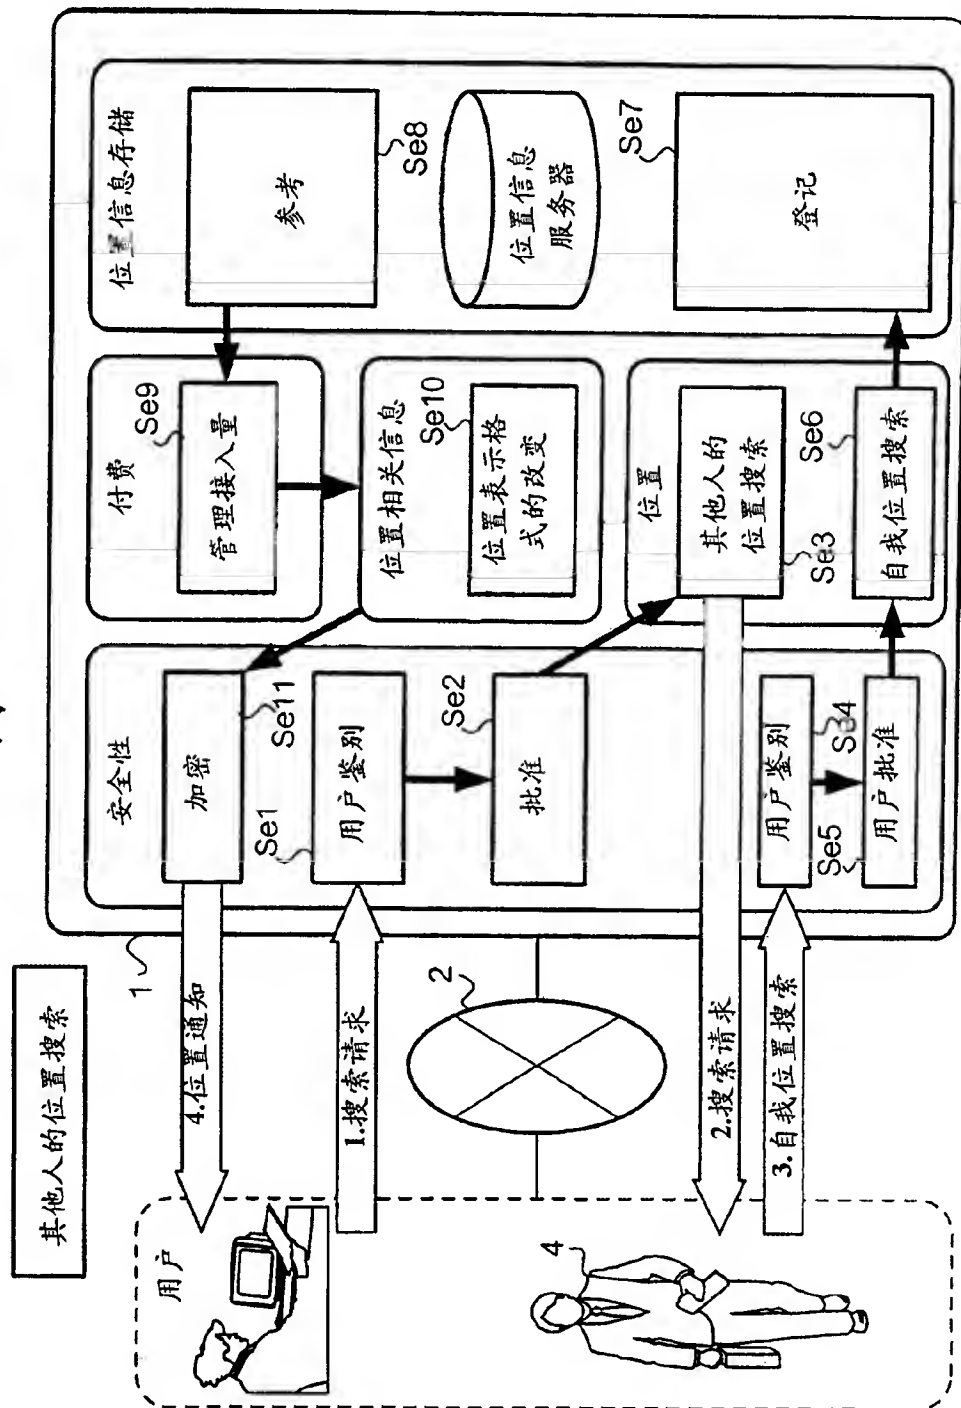 其他人的位置搜索
用户
4.位置通知
1.搜索请求
2
2.搜索请求
3.自我位置搜索
4
1
安全性
加密
Se11
Se1
用户鉴别
Se2
批准
用户鉴别
Se4
Se5
用户批准
付费
Se9
管理接入量
位置相关信息
Se10
位置表示格
式的改变
位置
其他人的
位置搜索
Se3
Se6
自我位置搜索
位置信息存储
参考
Se8
位置信息
服务器
Se7
登记